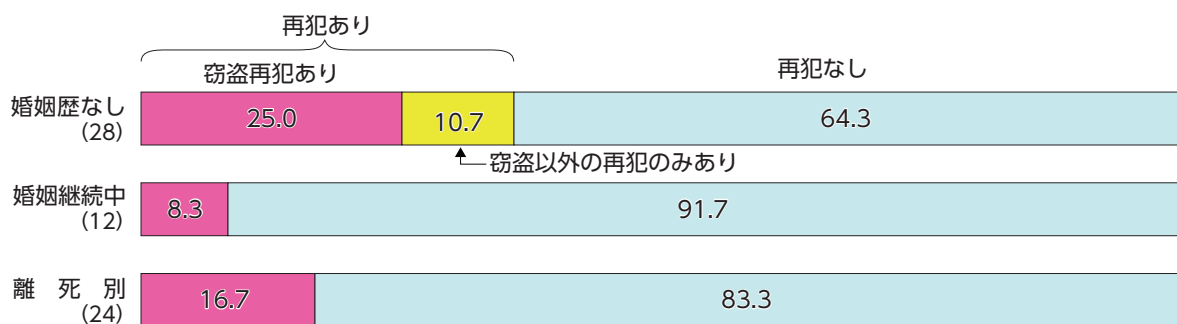 再犯あり
窃盗再犯あり
再犯なし
婚姻歴なし
(28)
25.0
10.7
64.3
窃盗以外の再犯のみあり
婚姻継続中
(12)
8.3
91.7
離 死 別
(24)
16.7
83.3